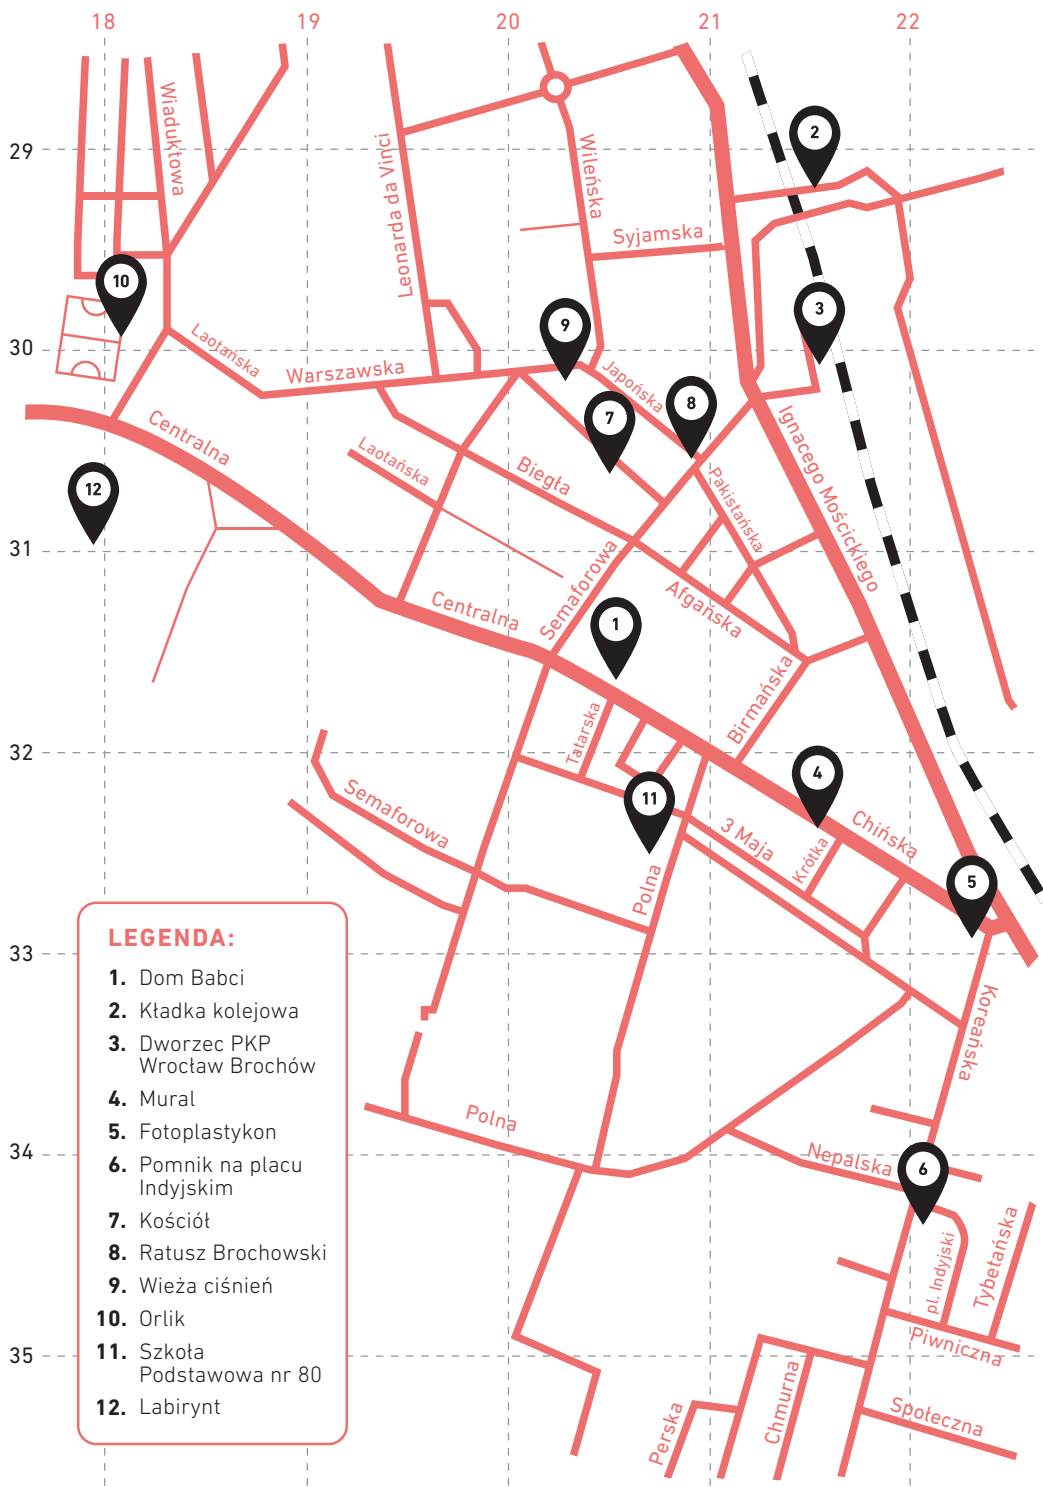 18 19 20 21 22
29
30
31
32
33
34
35
Wiaduktowa
Leonarda da Vinci
Wileńska
Syjamska
2
10
3
9
Laotańska
Warszawska
Japońska
8
7
Centralna
Ignacego Mościckiego
Laotańska
Biegła
Pakistańska
12
Semaforowa
Afgańska
Centralna
1
Birmańska
Tatarska
4
11
Semaforowa
3 Maja
Krótka
Chińska
Polna
5
Koreańska
Polna
Nepalska
6
pl. Indyjski
Tybetańska
Piwniczna
Chmurna
Perska
Społeczna
LEGENDA:
1. Dom Babci
2. Kładka kolejowa
3. Dworzec PKP
Wrocław Brochów
4. Mural
5. Fotoplastykon
6. Pomnik na placu
Indyjskim
7. Kościół
8. Ratusz Brochowski
9. Wieża ciśnień
10. Orlik
11. Szkoła
Podstawowa nr 80
12. Labirynt